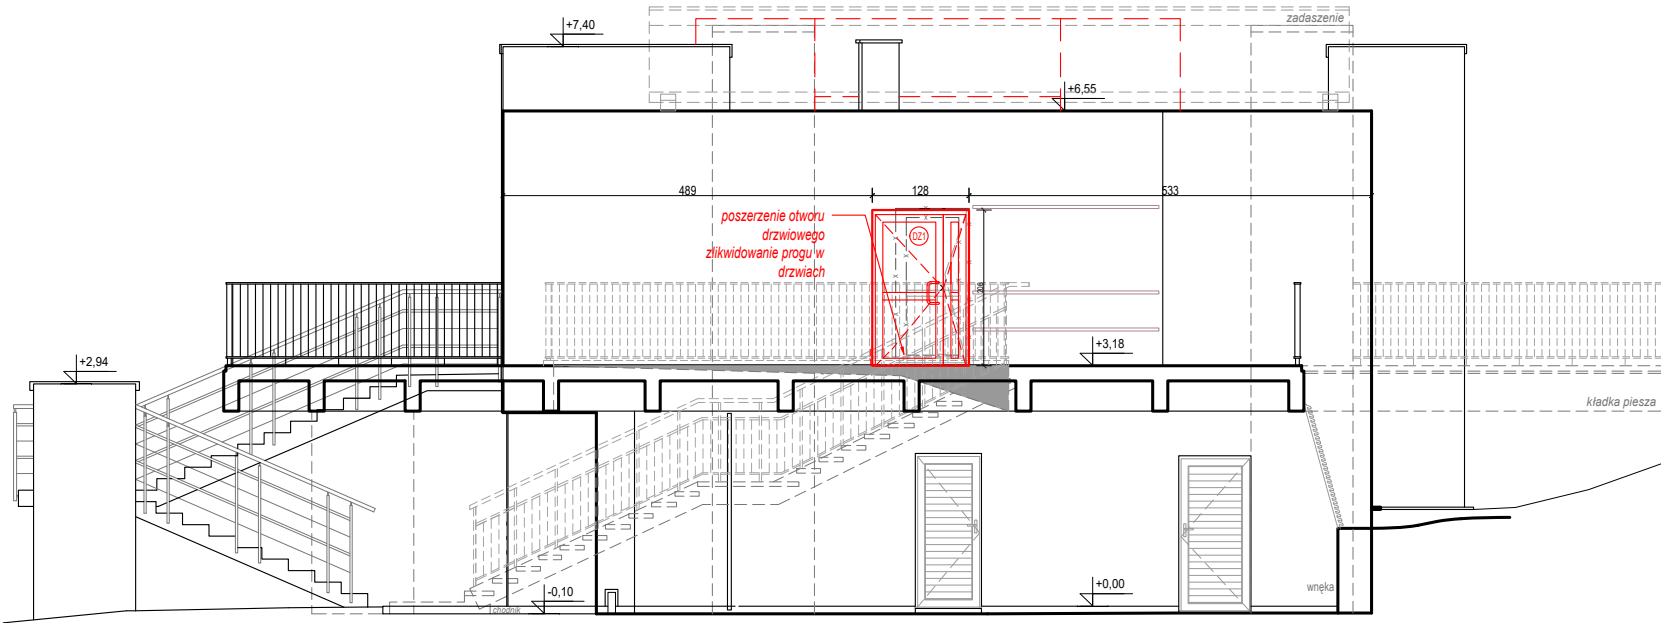 zadaszenie
+7,40
+6,55
489
128
533
poszerzenie otworu
drzwiowego
zlikwidowanie progu w
drzwiach
DZ1
206
+3,18
+2,94
kładka piesza
wnęka
+0,00
-0,10
chodnik